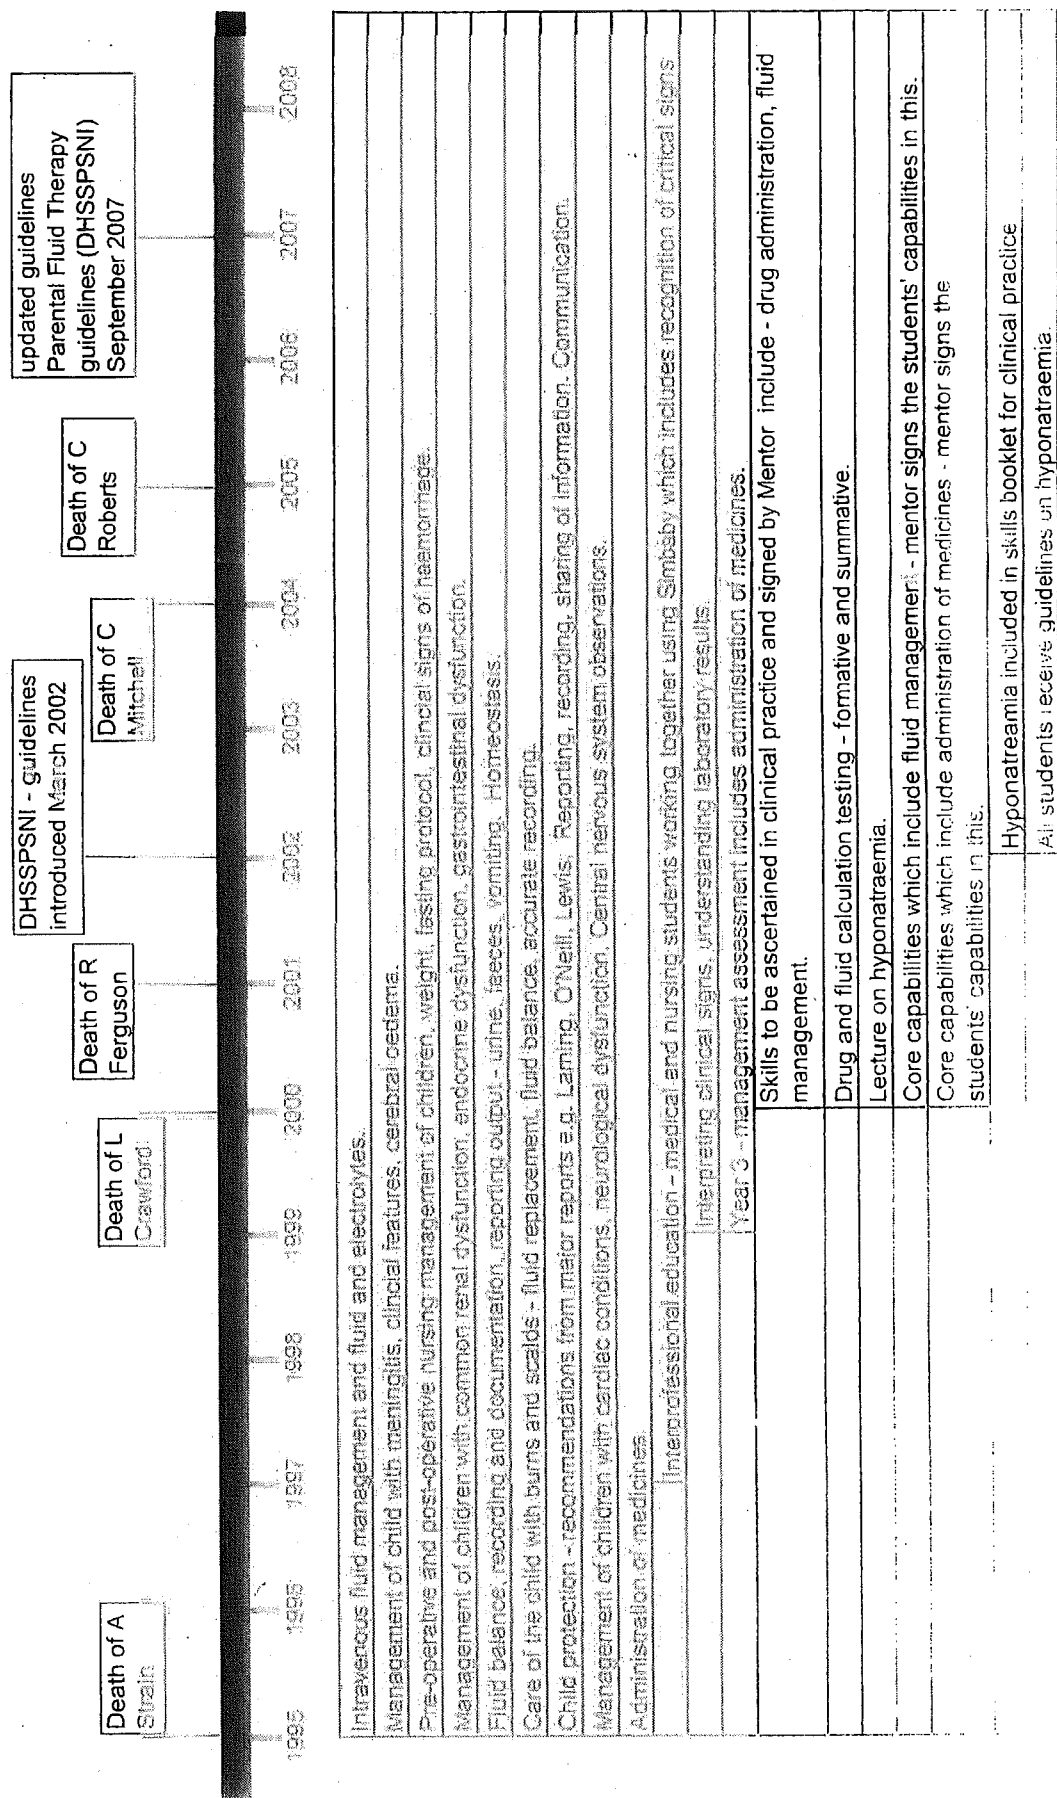 updated guidelines
Parental Fluid Therapy
guidelines (DHSSPSNI)
September 2007
DHSSPSNI - guidelines
introduced March 2002
Death of A
Strain
Death of L
Crawford
Death of R
Ferguson
Death of C
Mitchell
Death of C
Roberts
1995 1996 1997 1998 1999 2000 2001 2002 2003 2004 2005 2006 2007 2008
Intravenous fluid management and fluid and electrolytes.
Management of child with meningitis, clincial features, cerebral oedema.
Pre-operative and post-operative nursing management of children, weight, fasting protocol, clincial signs of haemorrhage.
Management of children with common renal dysfunction, endocrine dysfunction, gastrointestinal dysfunction.
Fluid balance, recording and documentation, reporting output - urine, faeces, vomiting. Homeostasis.
Care of the child with burns and scalds - fluid replacement, fluid balance, accurate recording.
Child protection - recommendations from major reports e.g. Laming, O'Neill, Lewis. Reporting, recording, sharing of information. Communication.
Management of children with cardiac conditions, neurological dysfunction. Central nervous system observations.
Administration of medicines.
Interprofessional education - medical and nursing students working together using Simbaby which includes recognition of critical signs
Interpreting clinical signs, understanding laboratory results.
Year 3 - management assessment includes administration of medicines.
Skills to be ascertained in clinical practice and signed by Mentor include - drug administration, fluid
management.
Drug and fluid calculation testing - formative and summative.
Lecture on hyponatraemia.
Core capabilities which include fluid management - mentor signs the students' capabilities in this.
Core capabilities which include administration of medicines - mentor signs the
students' capabilities in this.
Hyponatreamia included in skills booklet for clinical practice
All students receive guidelines on hyponatraemia.